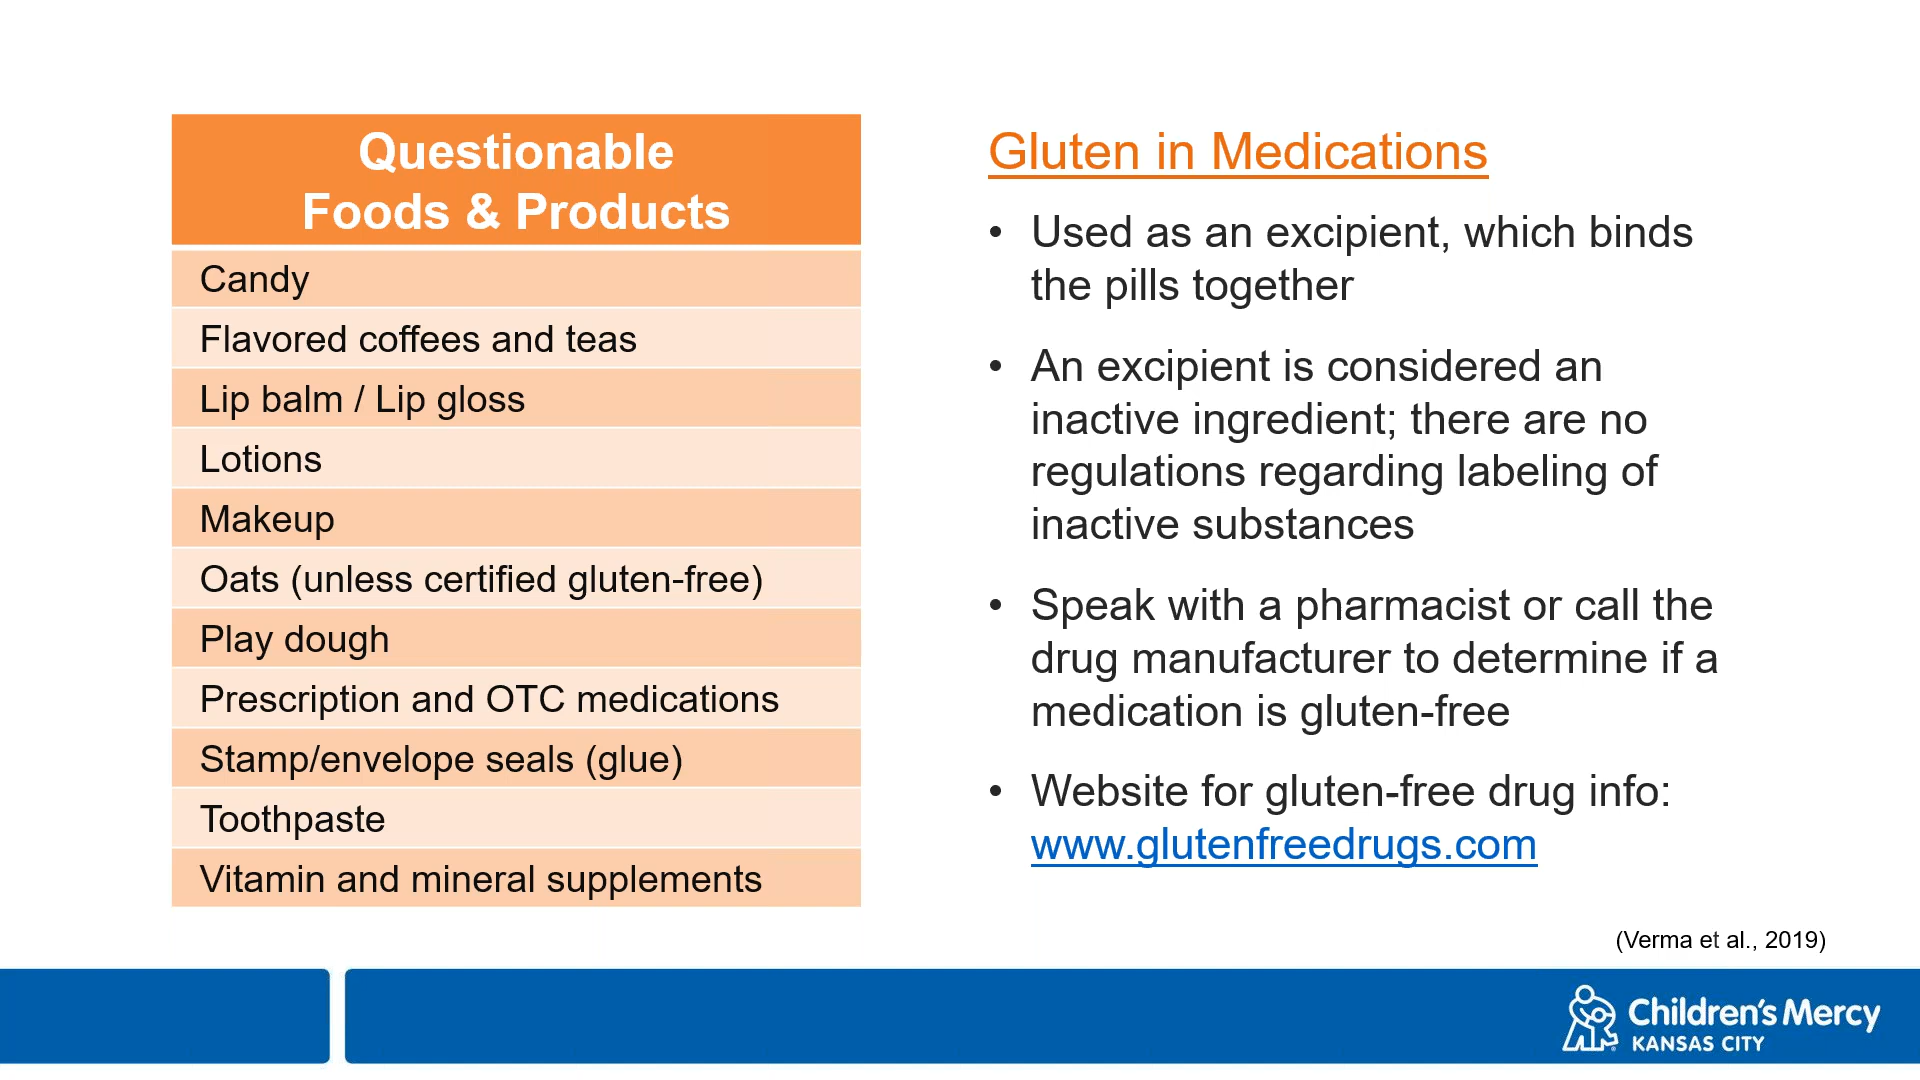 Questionable
Foods & Products
Candy
Flavored coffees and teas
Lip balm / Lip gloss
Lotions
Makeup
Oats (unless certified gluten-free)
Play dough
Prescription and OTC medications
Stamp/envelope seals (glue)
Toothpaste
Vitamin and mineral supplements
Gluten in Medications
• Used as an excipient, which binds
the pills together
• An excipient is considered an
inactive ingredient; there are no
regulations regarding labeling of
inactive substances
• Speak with a pharmacist or call the
drug manufacturer to determine if a
medication is gluten-free
• Website for gluten-free drug info:
www.glutenfreedrugs.com
(Verma et al., 2019)
Children's Mercy
KANSAS CITY